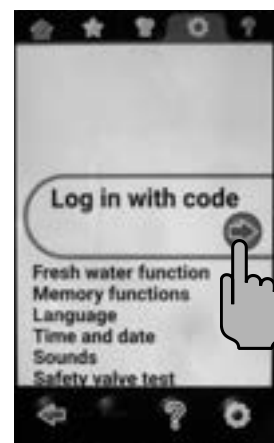 ?
Log in with code
Fresh water function
Memory functions
Language
Time and date
Sounds
Safety valve test
?